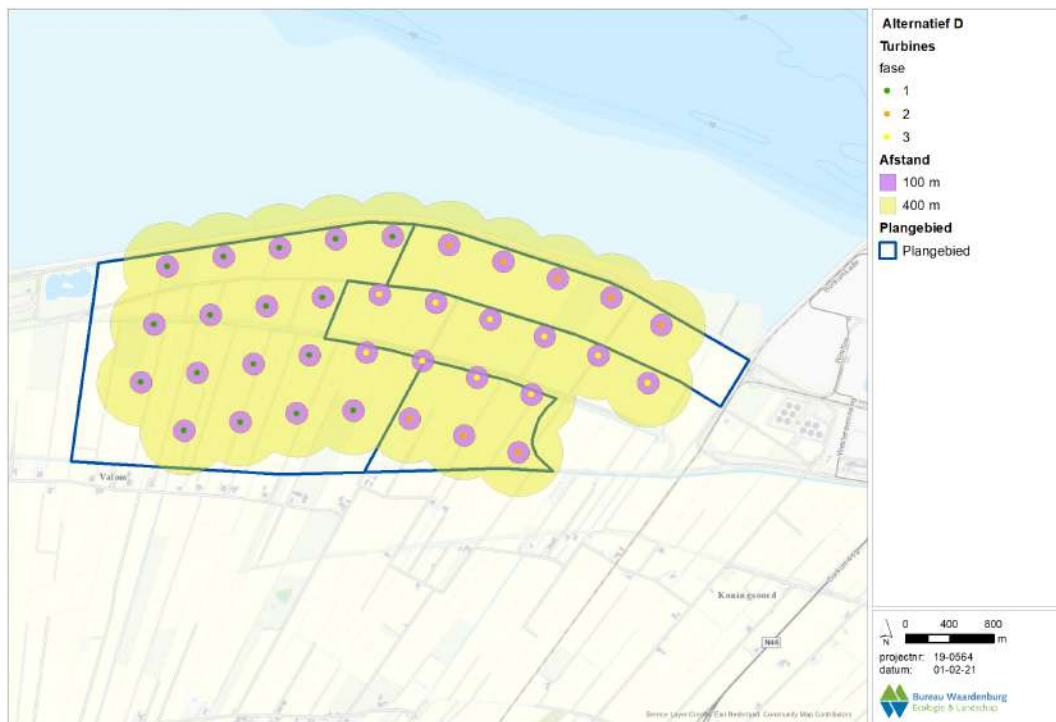 Alternatief D
Turbines
fase
1
2
3
Afstand
100 m
400 m
Plangebied
Plangebied
Valom
Koningsoord
N46
N
0 400 800
m
projectnr: 19-0564
datum: 01-02-21
Bureau Waardenburg
Ecologie & Landschap